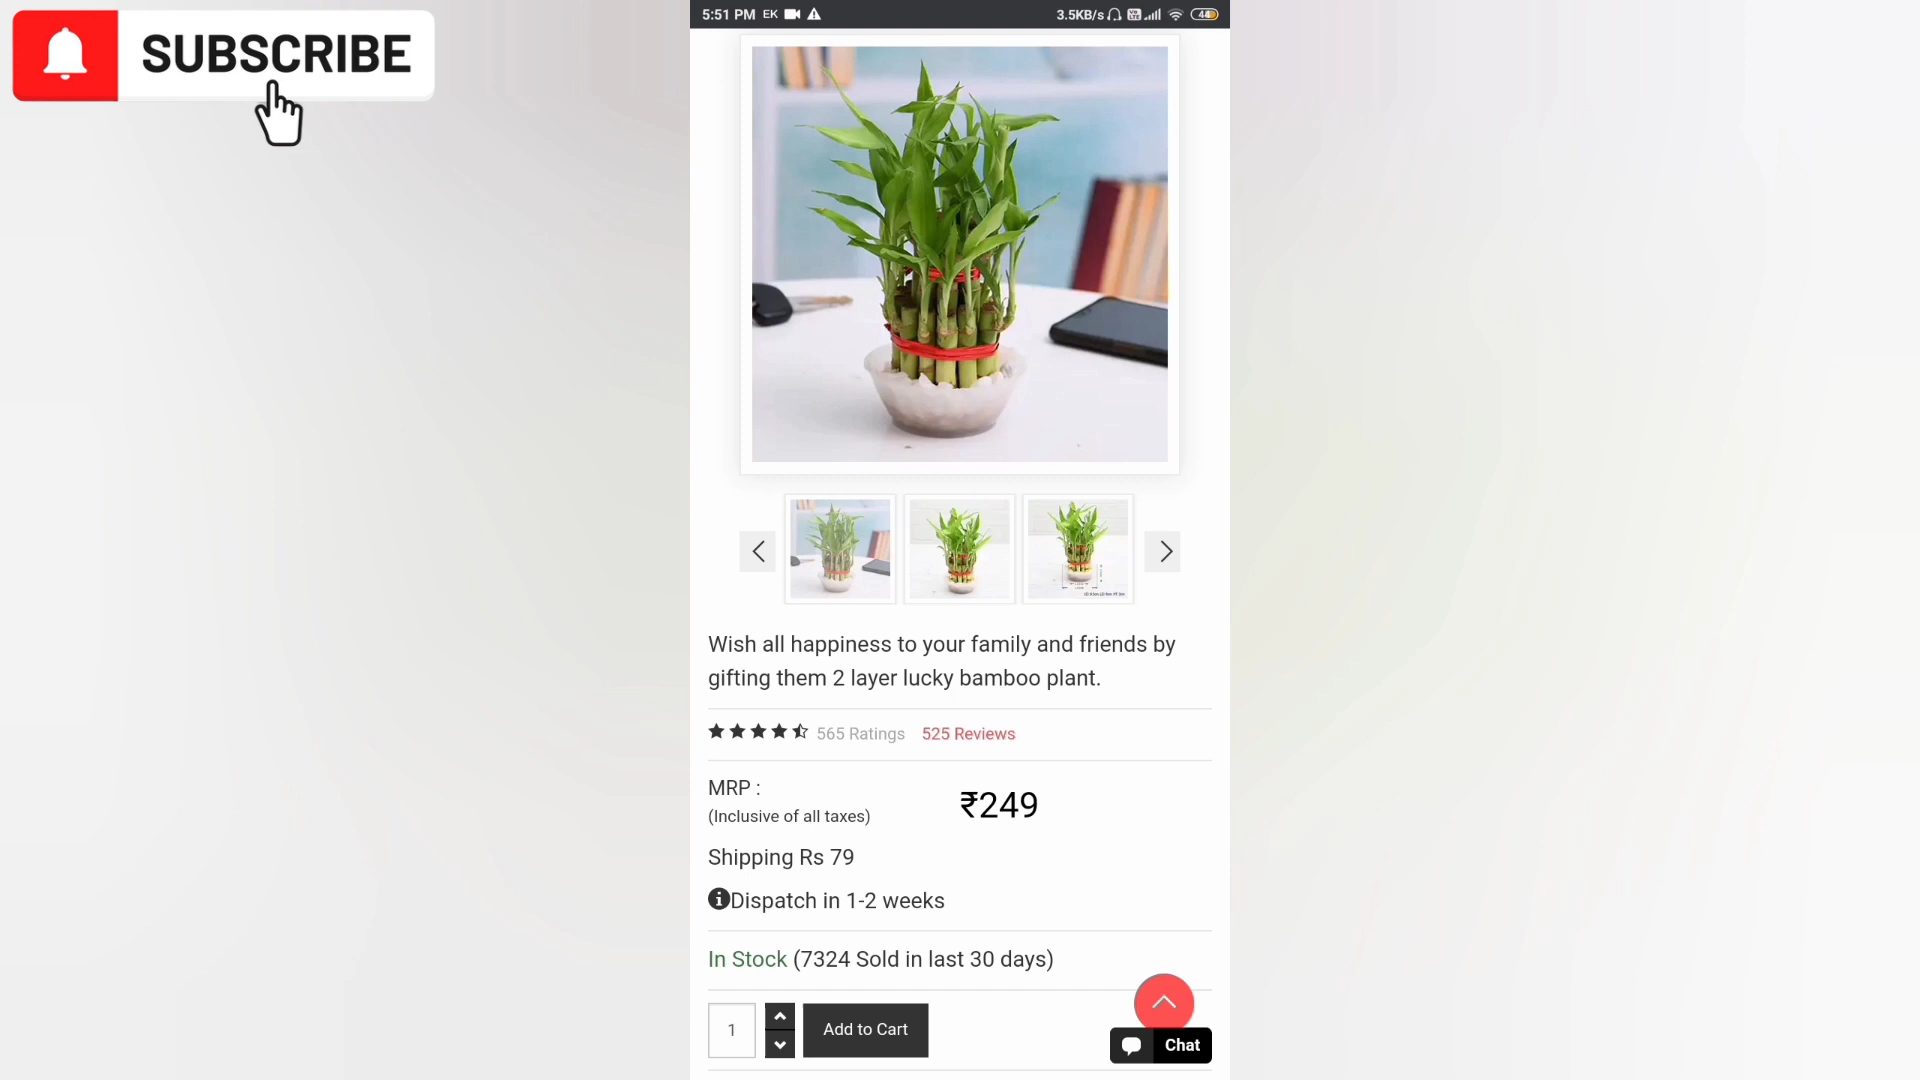 SUBSCRIBE
5:51 PM EK
3.5KB/s
44
Wish all happiness to your family and friends by
gifting them 2 layer lucky bamboo plant.
565 Ratings 525 Reviews
MRP :
₹249
(Inclusive of all taxes)
Shipping Rs 79
Dispatch in 1-2 weeks
In Stock (7324 Sold in last 30 days)
1
Add to Cart
Chat